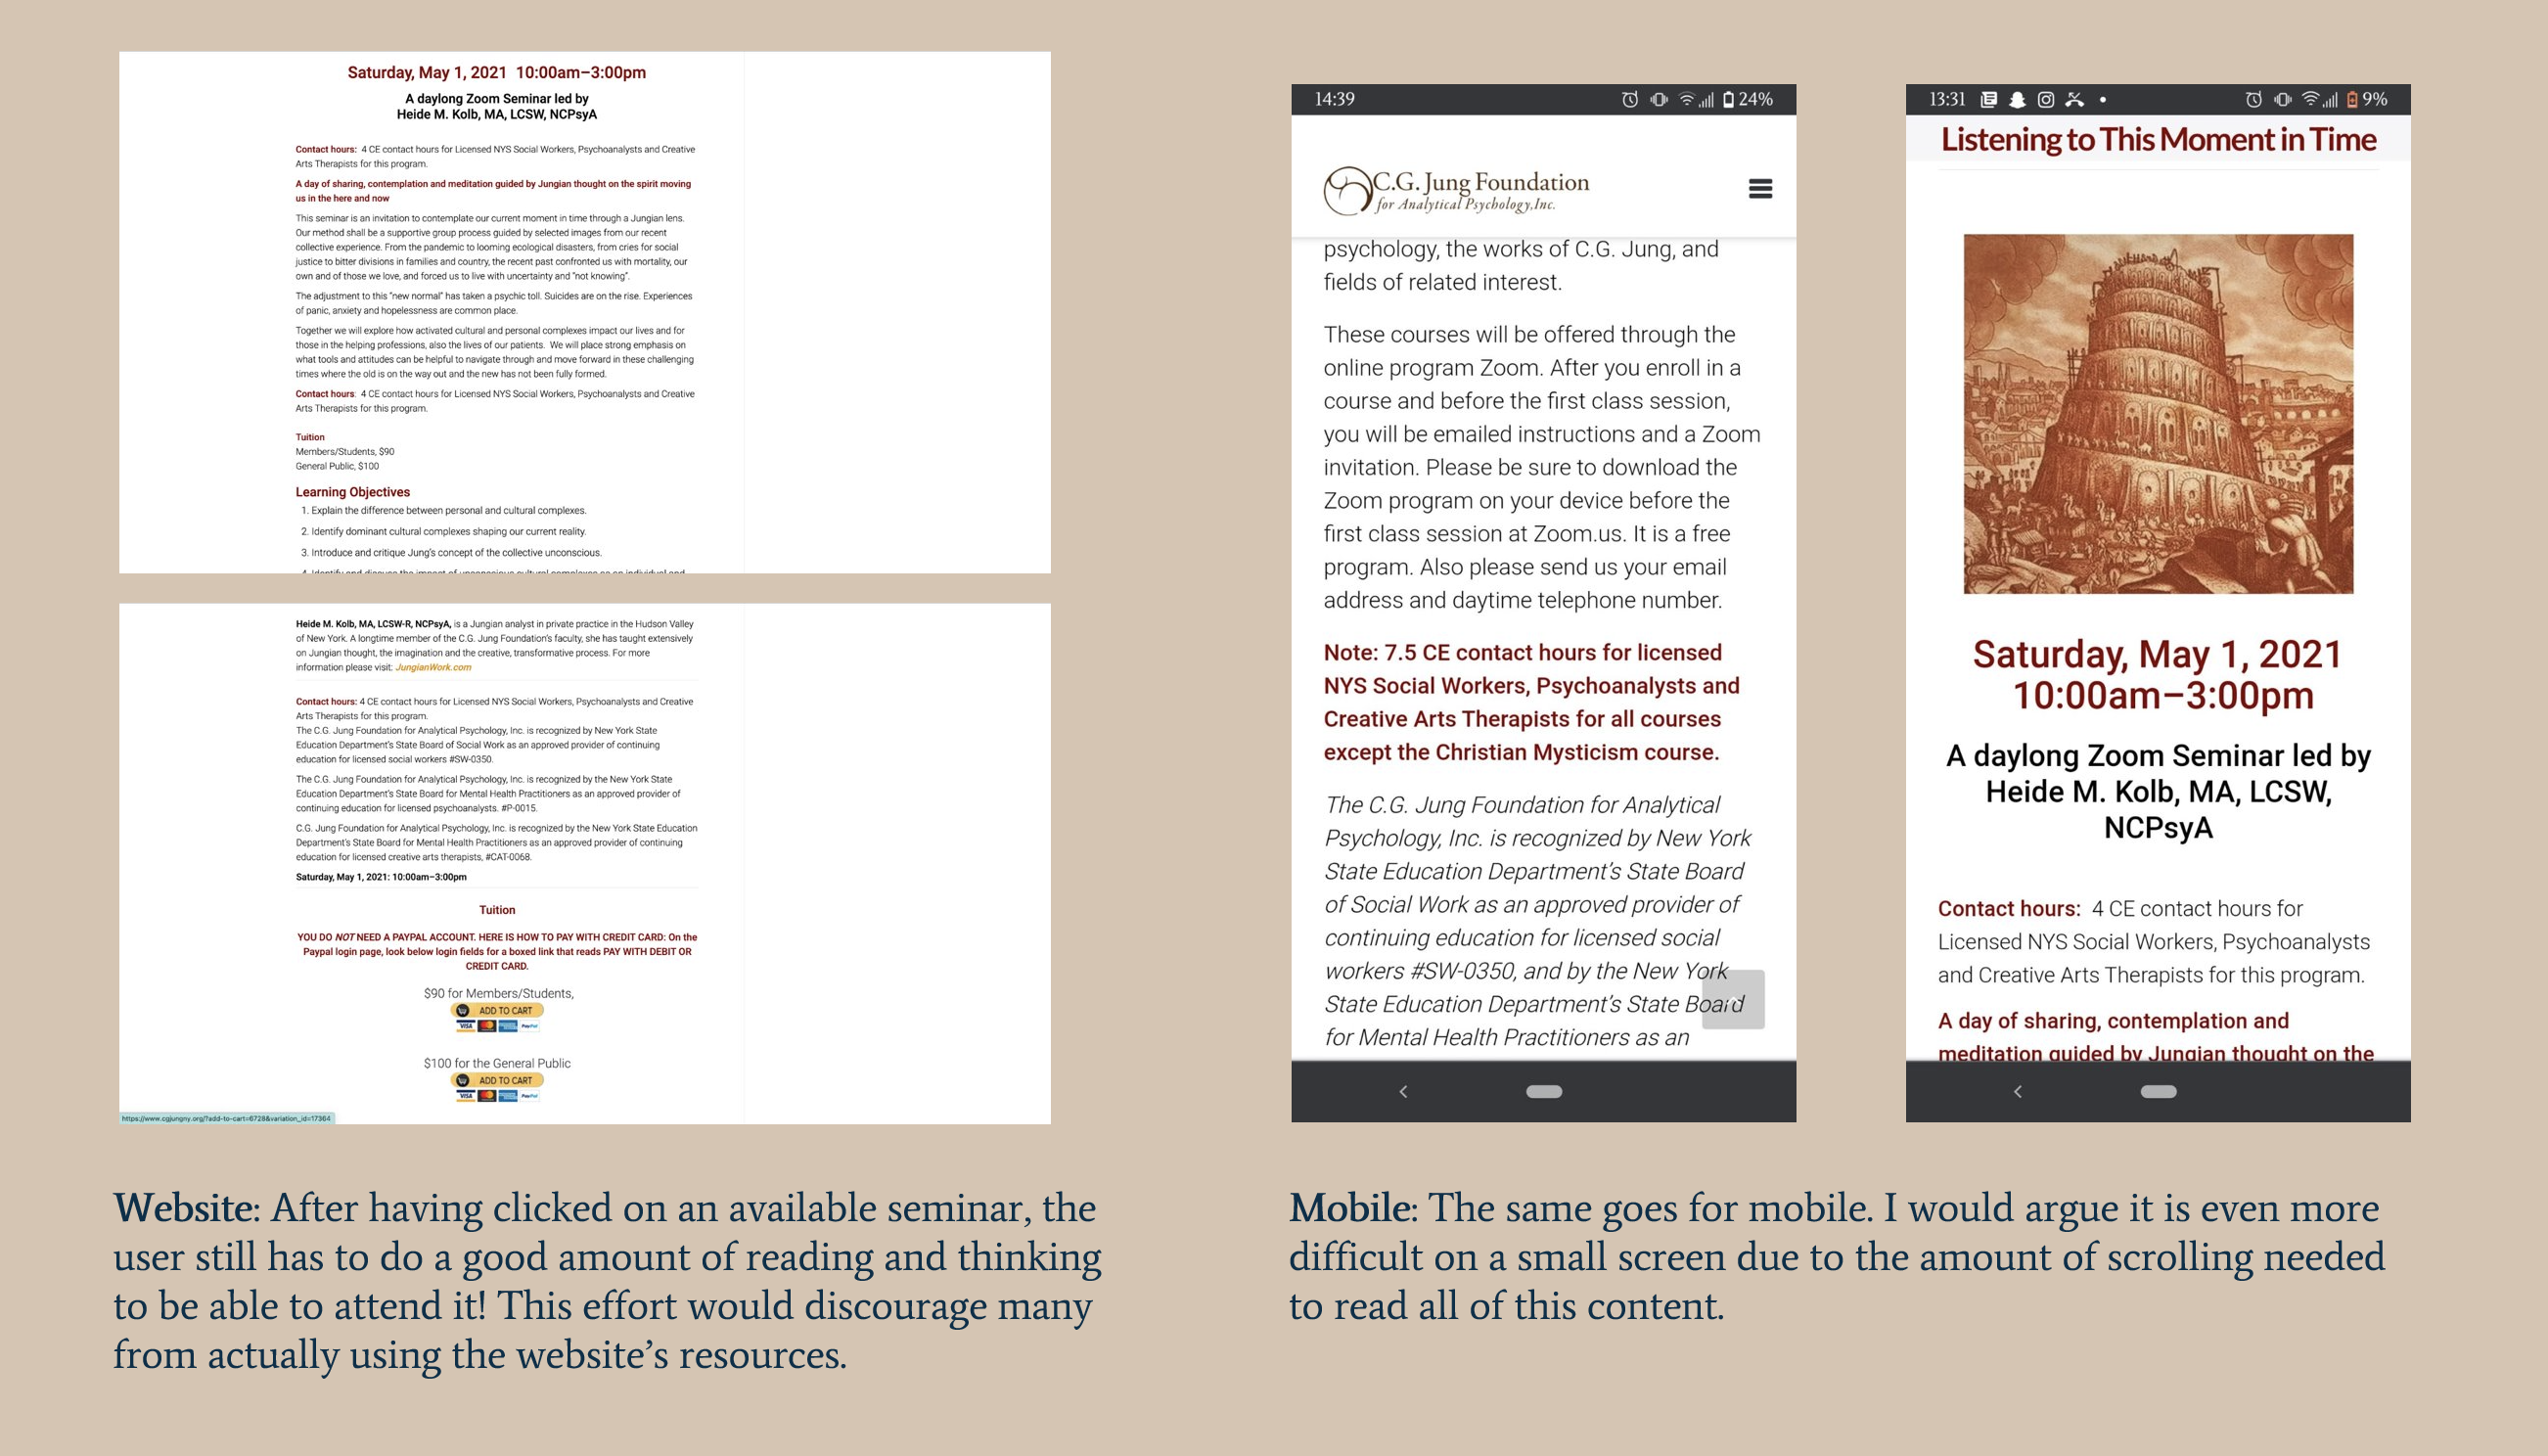 Saturday, May 1, 2021  10:00am–3:00pm
A daylong Zoom Seminar led by
Heide M. Kolb, MA, LCSW, NCPsyA
Contact hours:  4 CE contact hours for Licensed NYS Social Workers, Psychoanalysts and Creative
Arts Therapists for this program.
A day of sharing, contemplation and meditation guided by Jungian thought on the spirit moving
us in the here and now
This seminar is an invitation to contemplate our current moment in time through a Jungian lens.
Our method shall be a supportive group process guided by selected images from our recent
collective experience. From the pandemic to looming ecological disasters, from cries for social
justice to bitter divisions in families and country, the recent past confronted us with mortality, our
own and of those we love, and forced us to live with uncertainty and "not knowing".
The adjustment to this "new normal" has taken a psychic toll. Suicides are on the rise. Experiences
of panic, anxiety and hopelessness are common place.
Together we will explore how activated cultural and personal complexes impact our lives and for
those in the helping professions, also the lives of our patients.  We will place strong emphasis on
what tools and attitudes can be helpful to navigate through and move forward in these challenging
times where the old is on the way out and the new has not been fully formed.
Contact hours:  4 CE contact hours for Licensed NYS Social Workers, Psychoanalysts and Creative
Arts Therapists for this program.
Tuition
Members/Students, $90
General Public, $100
Learning Objectives
1. Explain the difference between personal and cultural complexes.
2. Identify dominant cultural complexes shaping our current reality.
3. Introduce and critique Jung's concept of the collective unconscious.
4. Identify and discuss the impact of unconscious cultural complexes as an individual and
Heide M. Kolb, MA, LCSW-R, NCPsyA, is a Jungian analyst in private practice in the Hudson Valley
of New York. A longtime member of the C.G. Jung Foundation's faculty, she has taught extensively
on Jungian thought, the imagination and the creative, transformative process. For more
information please visit: JungianWork.com
Contact hours: 4 CE contact hours for Licensed NYS Social Workers, Psychoanalysts and Creative
Arts Therapists for this program.
The C.G. Jung Foundation for Analytical Psychology, Inc. is recognized by New York State
Education Department's State Board of Social Work as an approved provider of continuing
education for licensed social workers #SW-0350.
The C.G. Jung Foundation for Analytical Psychology, Inc. is recognized by the New York State
Education Department's State Board for Mental Health Practitioners as an approved provider of
continuing education for licensed psychoanalysts. #P-0015.
C.G. Jung Foundation for Analytical Psychology, Inc. is recognized by the New York State Education
Department's State Board for Mental Health Practitioners as an approved provider of continuing
education for licensed creative arts therapists, #CAT-0068.
Saturday, May 1, 2021: 10:00am–3:00pm
Tuition
YOU DO NOT NEED A PAYPAL ACCOUNT. HERE IS HOW TO PAY WITH CREDIT CARD: On the
Paypal login page, look below login fields for a boxed link that reads PAY WITH DEBIT OR
CREDIT CARD.
$90 for Members/Students,
ADD TO CART
VISA PayPal
$100 for the General Public
ADD TO CART
VISA PayPal
https://www.cgjungny.org/?add-to-cart=6728&variation_id=17364
Website: After having clicked on an available seminar, the
user still has to do a good amount of reading and thinking
to be able to attend it! This effort would discourage many
from actually using the website's resources.
14:39 24%
C.G. Jung Foundation
for Analytical Psychology,Inc.
psychology, the works of C.G. Jung, and
fields of related interest.
These courses will be offered through the
online program Zoom. After you enroll in a
course and before the first class session,
you will be emailed instructions and a Zoom
invitation. Please be sure to download the
Zoom program on your device before the
first class session at Zoom.us. It is a free
program. Also please send us your email
address and daytime telephone number.
Note: 7.5 CE contact hours for licensed
NYS Social Workers, Psychoanalysts and
Creative Arts Therapists for all courses
except the Christian Mysticism course.
The C.G. Jung Foundation for Analytical
Psychology, Inc. is recognized by New York
State Education Department's State Board
of Social Work as an approved provider of
continuing education for licensed social
workers #SW-0350, and by the New York
State Education Department's State Board
for Mental Health Practitioners as an
13:31 9%
Listening to This Moment in Time
Saturday, May 1, 2021
10:00am–3:00pm
A daylong Zoom Seminar led by
Heide M. Kolb, MA, LCSW,
NCPsyA
Contact hours:  4 CE contact hours for
Licensed NYS Social Workers, Psychoanalysts
and Creative Arts Therapists for this program.
A day of sharing, contemplation and
meditation guided by Jungian thought on the
Mobile: The same goes for mobile. I would argue it is even more
difficult on a small screen due to the amount of scrolling needed
to read all of this content.